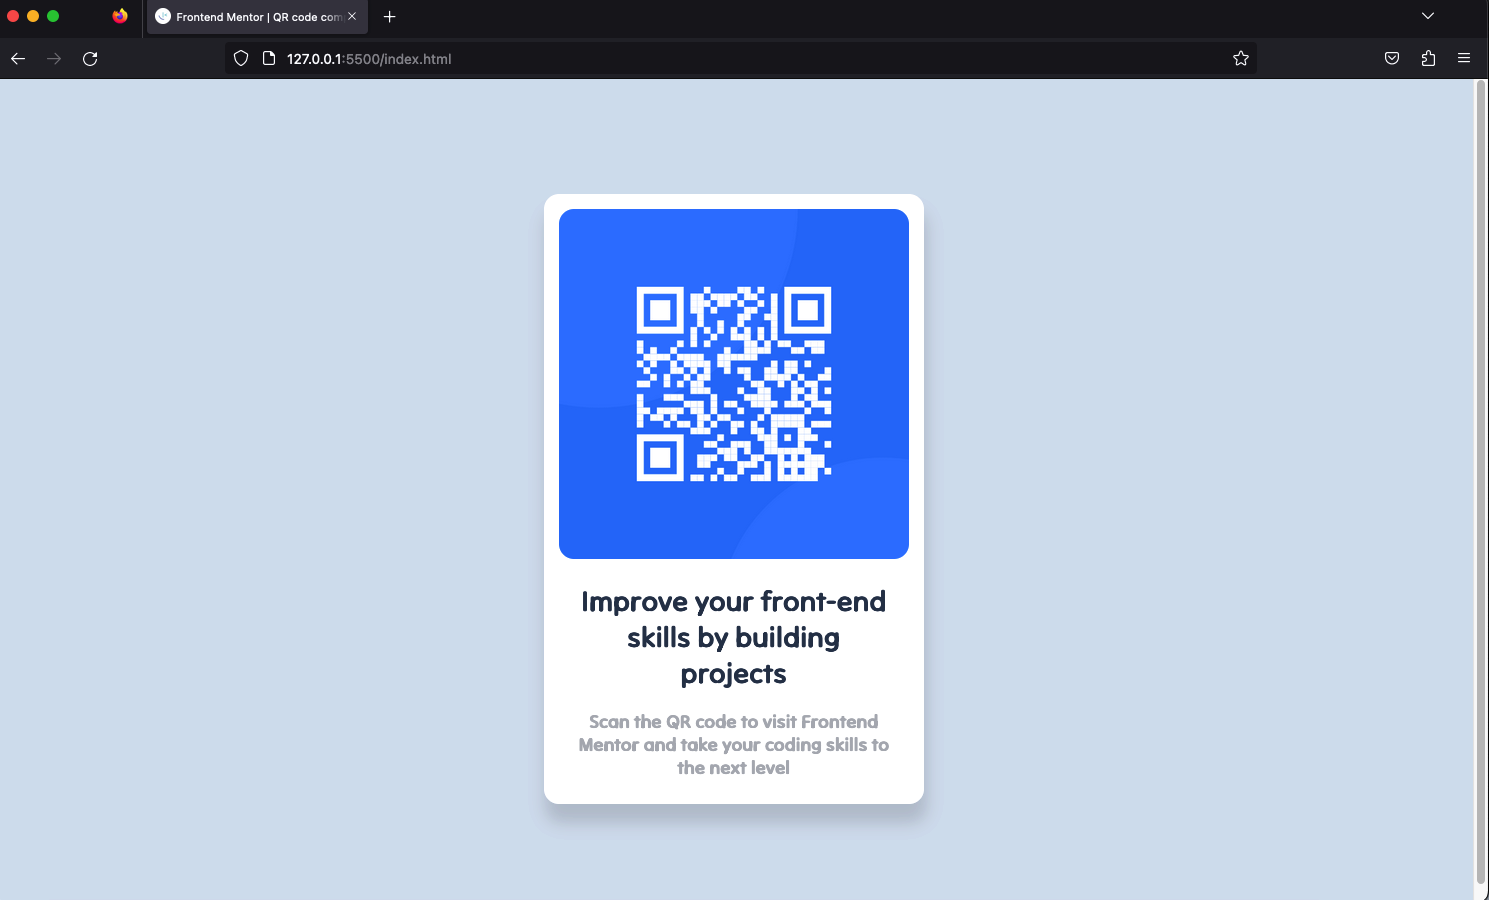 Frontend Mentor | QR code com
127.0.0.1:5500/index.html
Improve your front-end
skills by building
projects
Scan the QR code to visit Frontend
Mentor and take your coding skills to
the next level